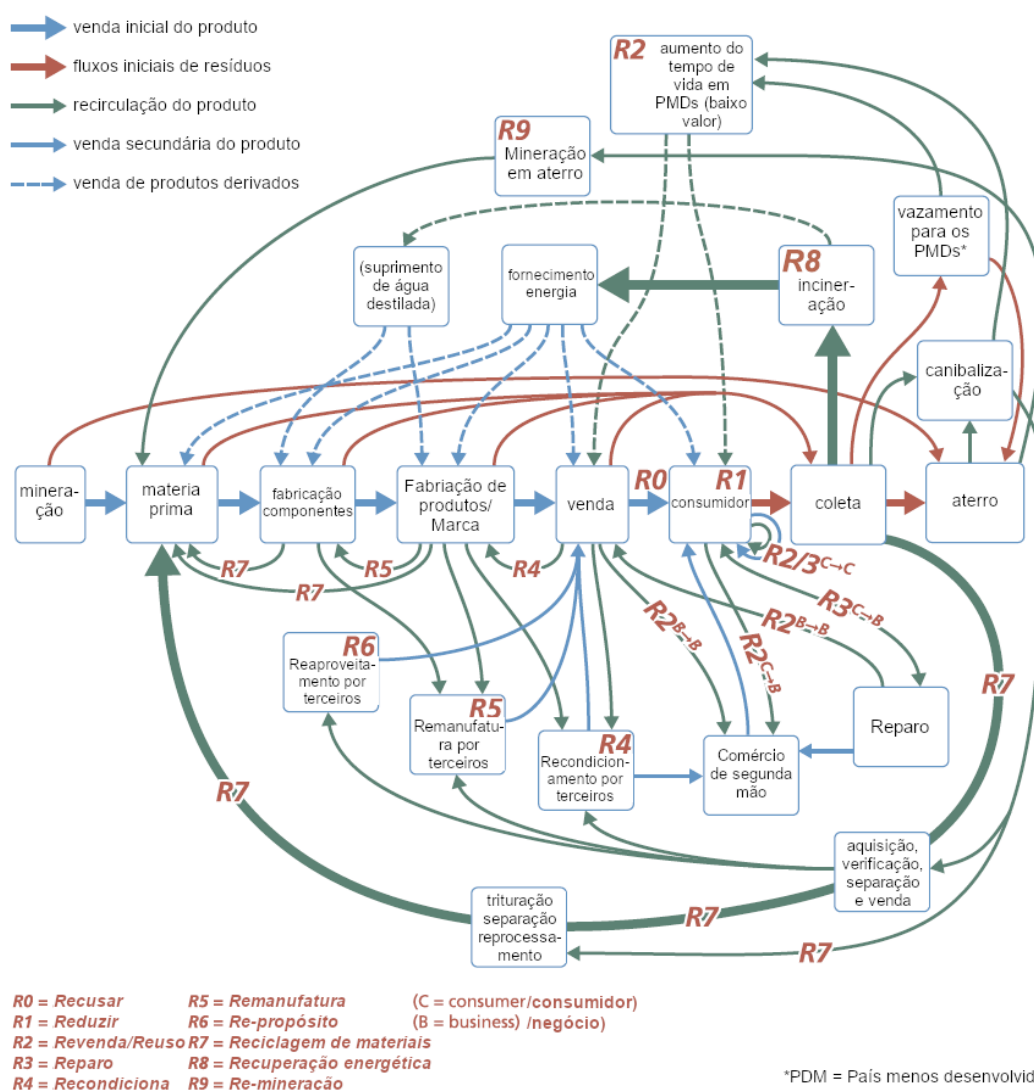 venda inicial do produto
fluxos iniciais de resíduos
recirculação do produto
venda secundária do produto
venda de produtos derivados
R2 aumento do
tempo de
vida em
PMDs (baixo
valor)
R9
Mineração
em aterro
vazamento
para os
PMDs*
(suprimento
de água
destilada)
fornecimento
energia
R8
inciner-
ação
canibaliza-
ção
minera-
ção
materia
prima
fabricação
componentes
Fabriação de
produtos/
Marca
venda
R0
R1
consumidor
coleta
aterro
R7
R5
R7
R4
R2/3 C→C
R3 C→B
R2 B→B
R2 B→B
R2 C→B
R7
R6
Reaproveita-
mento por
terceiros
R5
Remanufatu-
ra por
terceiros
R4
Recondicion-
amento por
terceiros
Comércio
de segunda
mão
Reparo
R7
aquisição,
verificação,
separação
e venda
trituração
separação
reprocessa-
mento
R7
R7
R0 = Recusar
R1 = Reduzir
R2 = Revenda/Reuso
R3 = Reparo
R4 = Recondiciona
R5 = Remanufatura
R6 = Re-propósito
R7 = Reciclagem de materiais
R8 = Recuperação energética
R9 = Re-mineração
(C = consumer/consumidor)
(B = business) /negócio)
*PDM = País menos desenvolvid